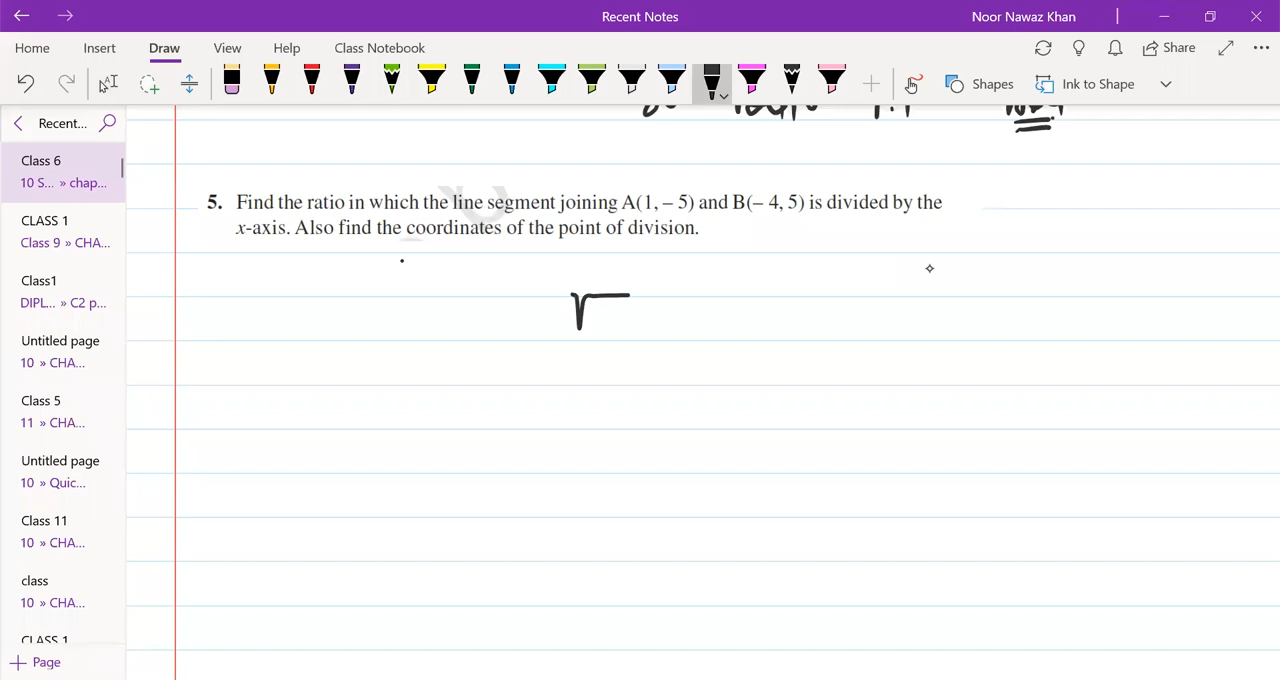 Recent Notes
Noor Nawaz Khan
Home Insert Draw View Help Class Notebook
Share
Shapes
Ink to Shape
Recent...
Class 6
10 S... » chap...
CLASS 1
Class 9 » CHA...
Class1
DIPL... » C2 p...
Untitled page
10 » CHA...
Class 5
11 » CHA...
Untitled page
10 » Quic...
Class 11
10 » CHA...
class
10 » CHA...
CLASS 1
Page
5. Find the ratio in which the line segment joining A(1, – 5) and B(– 4, 5) is divided by the
x-axis. Also find the coordinates of the point of division.